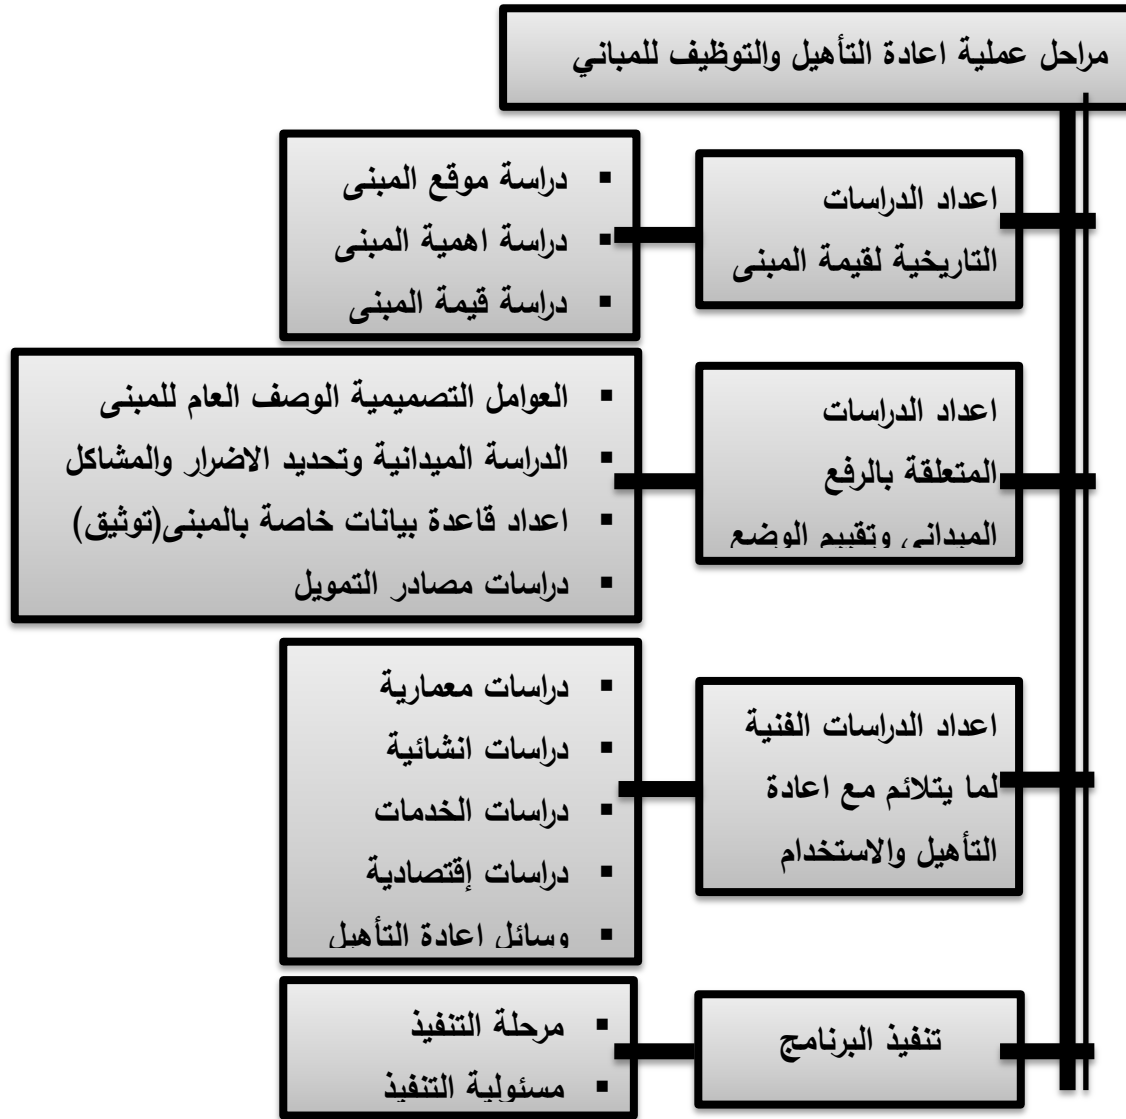 مراحل عملية اعادة التأهيل والتوظيف للمباني
اعداد الدراسات
التاريخية لقيمة المبنى
▪ دراسة موقع المبنى
▪ دراسة اهمية المبنى
▪ دراسة قيمة المبنى
اعداد الدراسات
المتعلقة بالرفع
الميداني وتقييم الوضع
▪ العوامل التصميمية الوصف العام للمبنى
▪ الدراسة الميدانية وتحديد الاضرار والمشاكل
▪ اعداد قاعدة بيانات خاصة بالمبنى(توثيق)
▪ دراسات مصادر التمويل
اعداد الدراسات الفنية
لما يتلائم مع اعادة
التأهيل والاستخدام
▪ دراسات معمارية
▪ دراسات انشائية
▪ دراسات الخدمات
▪ دراسات إقتصادية
▪ وسائل اعادة التأهيل
تنفيذ البرنامج
▪ مرحلة التنفيذ
▪ مسئولية التنفيذ